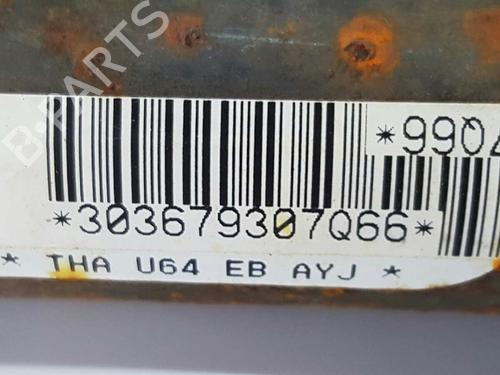 B-PARTS
*990
*303679307Q66*
* THA U64 EB AYJ *